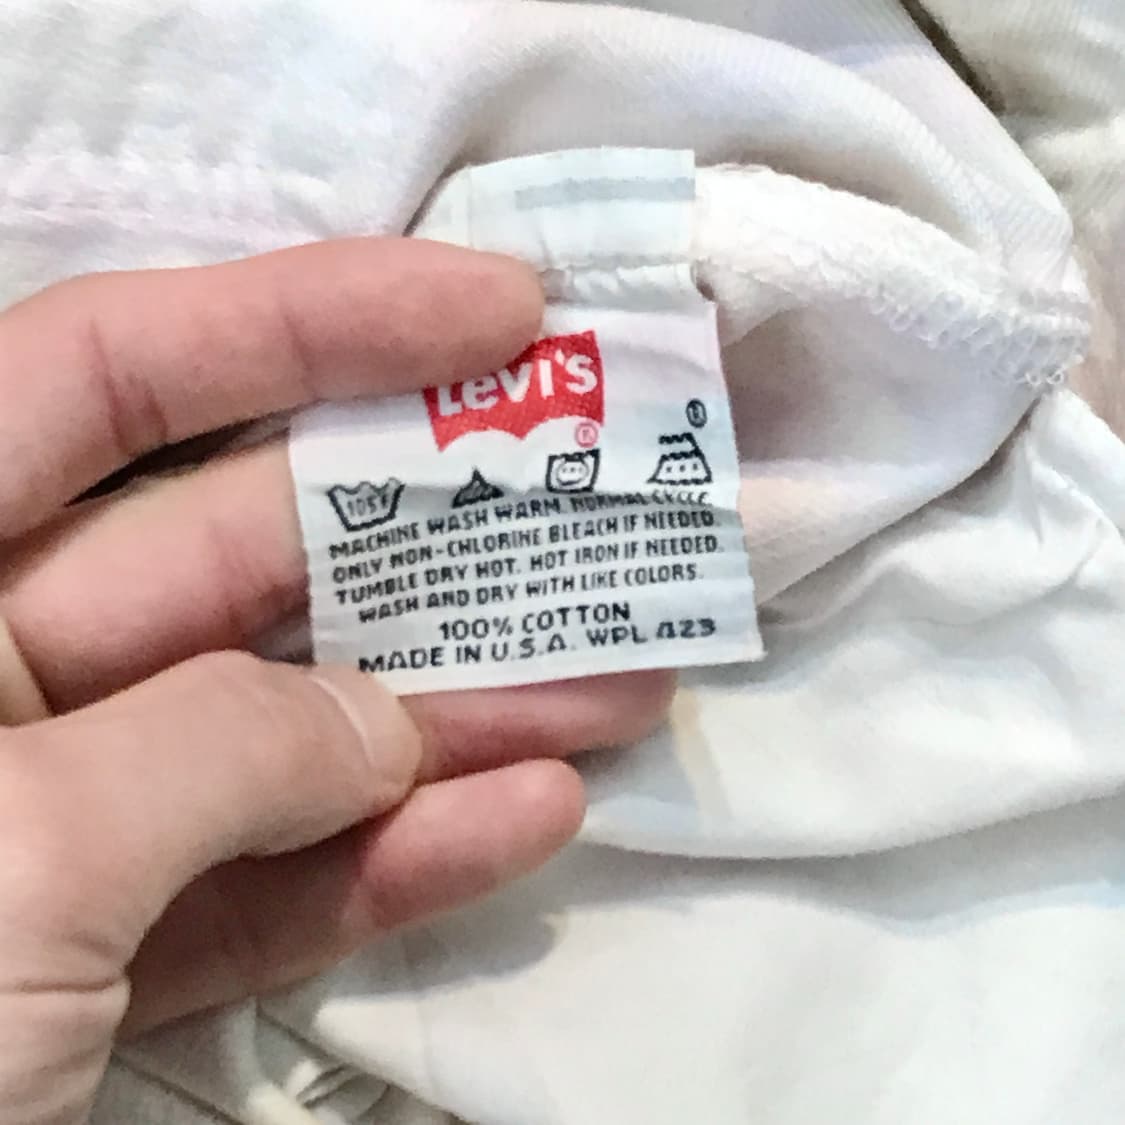 Levi's
®
®
105F
MACHINE WASH WARM. NORMAL CYCLE.
ONLY NON-CHLORINE BLEACH IF NEEDED.
TUMBLE DRY HOT. HOT IRON IF NEEDED.
WASH AND DRY WITH LIKE COLORS.
100% COTTON
MADE IN U.S.A. WPL 423